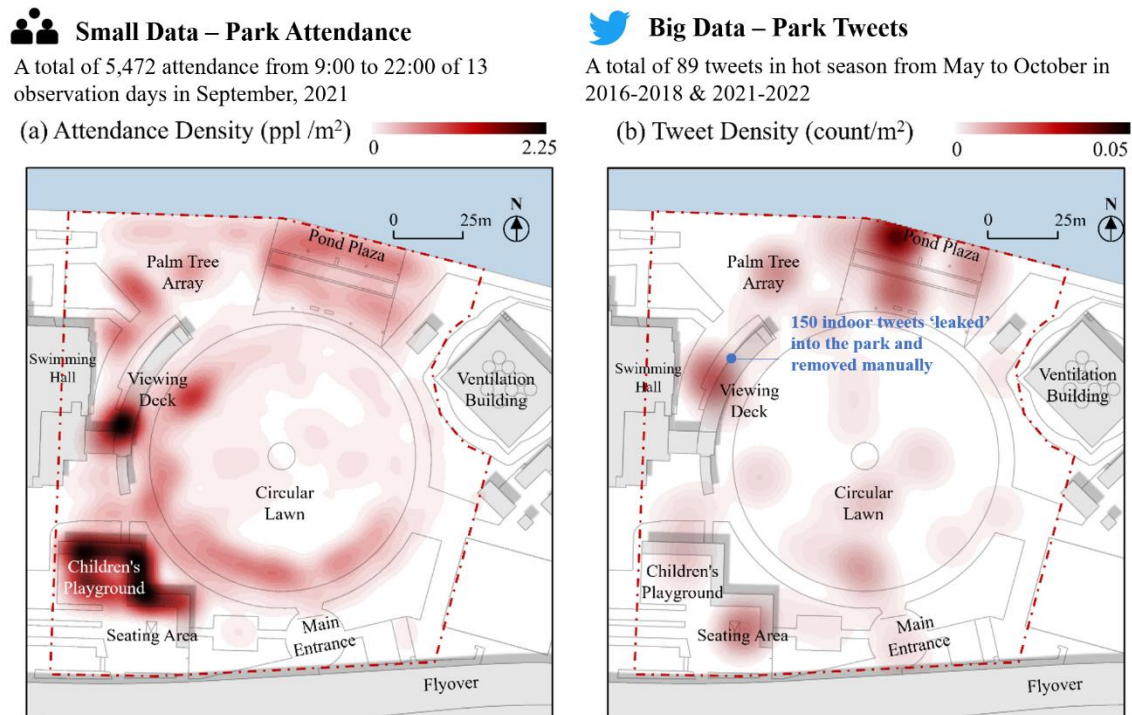 Small Data – Park Attendance
A total of 5,472 attendance from 9:00 to 22:00 of 13
observation days in September, 2021
(a) Attendance Density (ppl /m²)
0
2.25
0
25m
N
Pond Plaza
Palm Tree
Array
Swimming
Hall
Viewing
Deck
Ventilation
Building
Circular
Lawn
Children's
Playground
Seating Area
Main
Entrance
Flyover
Big Data – Park Tweets
A total of 89 tweets in hot season from May to October in
2016-2018 & 2021-2022
(b) Tweet Density (count/m²)
0
0.05
0
25m
N
Pond Plaza
Palm Tree
Array
150 indoor tweets ‘leaked’
into the park and
removed manually
Swimming
Hall
Viewing
Deck
Ventilation
Building
Circular
Lawn
Children's
Playground
Seating Area
Main
Entrance
Flyover